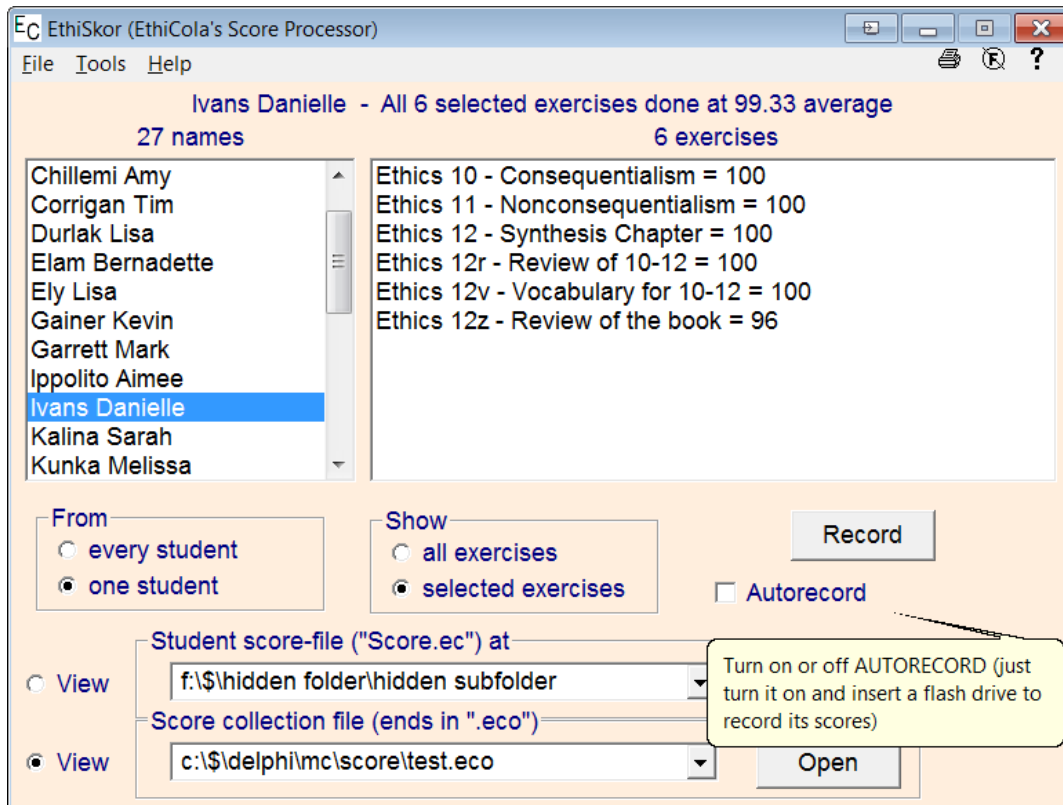 EC EthiSkor (EthiCola's Score Processor)
File Tools Help
F ?
Ivans Danielle - All 6 selected exercises done at 99.33 average
27 names
6 exercises
Chillemi Amy
Corrigan Tim
Durlak Lisa
Elam Bernadette
Ely Lisa
Gainer Kevin
Garrett Mark
Ippolito Aimee
Ivans Danielle
Kalina Sarah
Kunka Melissa
Ethics 10 - Consequentialism = 100
Ethics 11 - Nonconsequentialism = 100
Ethics 12 - Synthesis Chapter = 100
Ethics 12r - Review of 10-12 = 100
Ethics 12v - Vocabulary for 10-12 = 100
Ethics 12z - Review of the book = 96
From
every student
one student
Show
all exercises
selected exercises
Record
Autorecord
Turn on or off AUTORECORD (just
turn it on and insert a flash drive to
record its scores)
Student score-file ("Score.ec") at
View
f:\$\hidden folder\hidden subfolder
Score collection file (ends in ".eco")
View
c:\$\delphi\mc\score\test.eco
Open